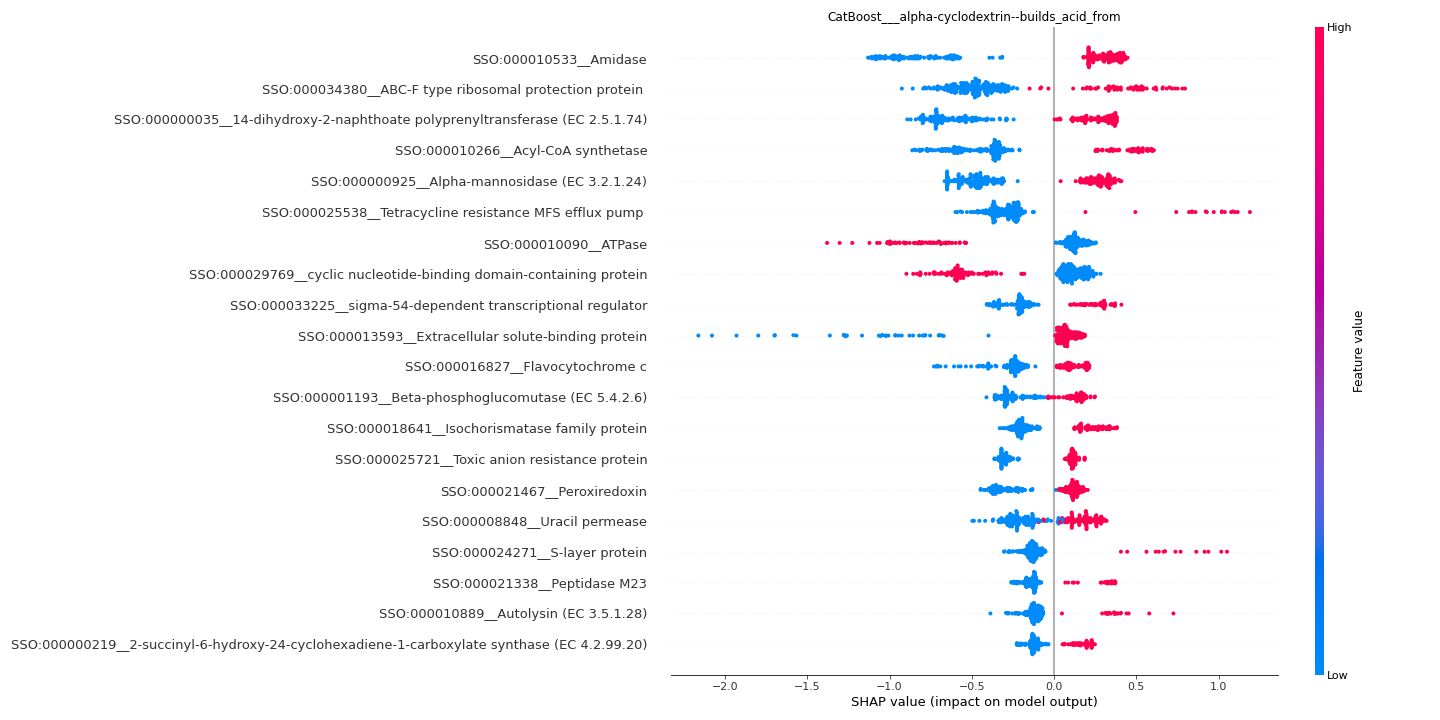 CatBoost___alpha-cyclodextrin--builds_acid_from
High
SSO:000010533__Amidase
SSO:000034380__ABC-F type ribosomal protection protein
SSO:000000035__14-dihydroxy-2-naphthoate polyprenyltransferase (EC 2.5.1.74)
SSO:000010266__Acyl-CoA synthetase
SSO:000000925__Alpha-mannosidase (EC 3.2.1.24)
SSO:000025538__Tetracycline resistance MFS efflux pump
SSO:000010090__ATPase
SSO:000029769__cyclic nucleotide-binding domain-containing protein
SSO:000033225__sigma-54-dependent transcriptional regulator
SSO:000013593__Extracellular solute-binding protein
SSO:000016827__Flavocytochrome c
SSO:000001193__Beta-phosphoglucomutase (EC 5.4.2.6)
SSO:000018641__Isochorismatase family protein
SSO:000025721__Toxic anion resistance protein
SSO:000021467__Peroxiredoxin
SSO:000008848__Uracil permease
SSO:000024271__S-layer protein
SSO:000021338__Peptidase M23
SSO:000010889__Autolysin (EC 3.5.1.28)
SSO:000000219__2-succinyl-6-hydroxy-24-cyclohexadiene-1-carboxylate synthase (EC 4.2.99.20)
Feature value
Low
−2.0 −1.5 −1.0 −0.5 0.0 0.5 1.0
SHAP value (impact on model output)